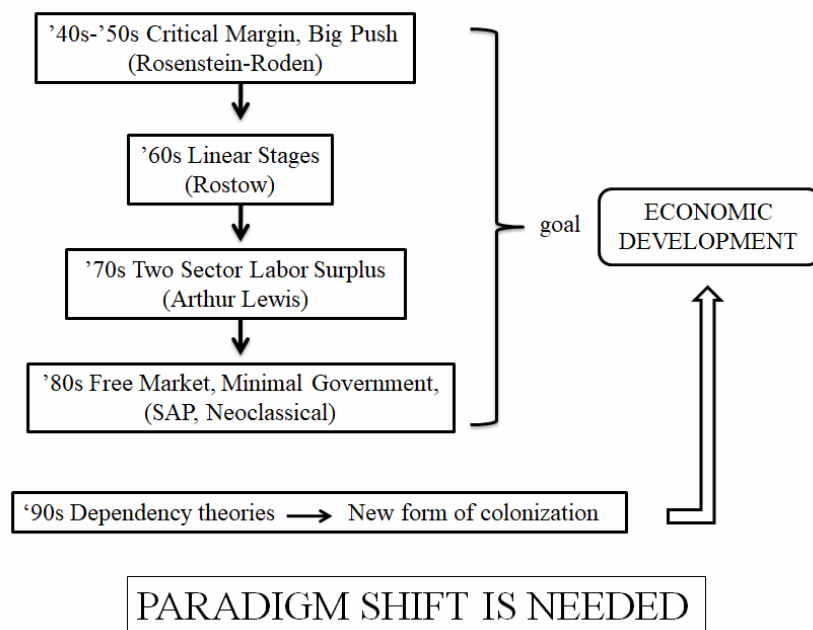 ’40s-’50s Critical Margin, Big Push
(Rosenstein-Roden)
’60s Linear Stages
(Rostow)
’70s Two Sector Labor Surplus
(Arthur Lewis)
’80s Free Market, Minimal Government,
(SAP, Neoclassical)
goal
ECONOMIC
DEVELOPMENT
‘90s Dependency theories → New form of colonization
PARADIGM SHIFT IS NEEDED